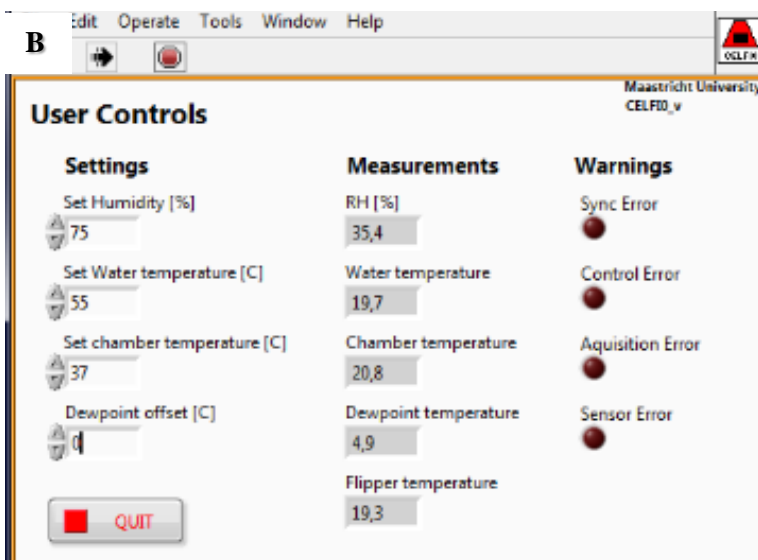 B
Edit Operate Tools Window Help
CELFI
Maastricht University
CELFI0_v
User Controls
Settings
Measurements
Warnings
Set Humidity [%]
75
RH [%]
35,4
Sync Error
Set Water temperature [C]
55
Water temperature
19,7
Control Error
Set chamber temperature [C]
37
Chamber temperature
20,8
Aquisition Error
Dewpoint offset [C]
0
Dewpoint temperature
4,9
Sensor Error
Flipper temperature
19,3
QUIT